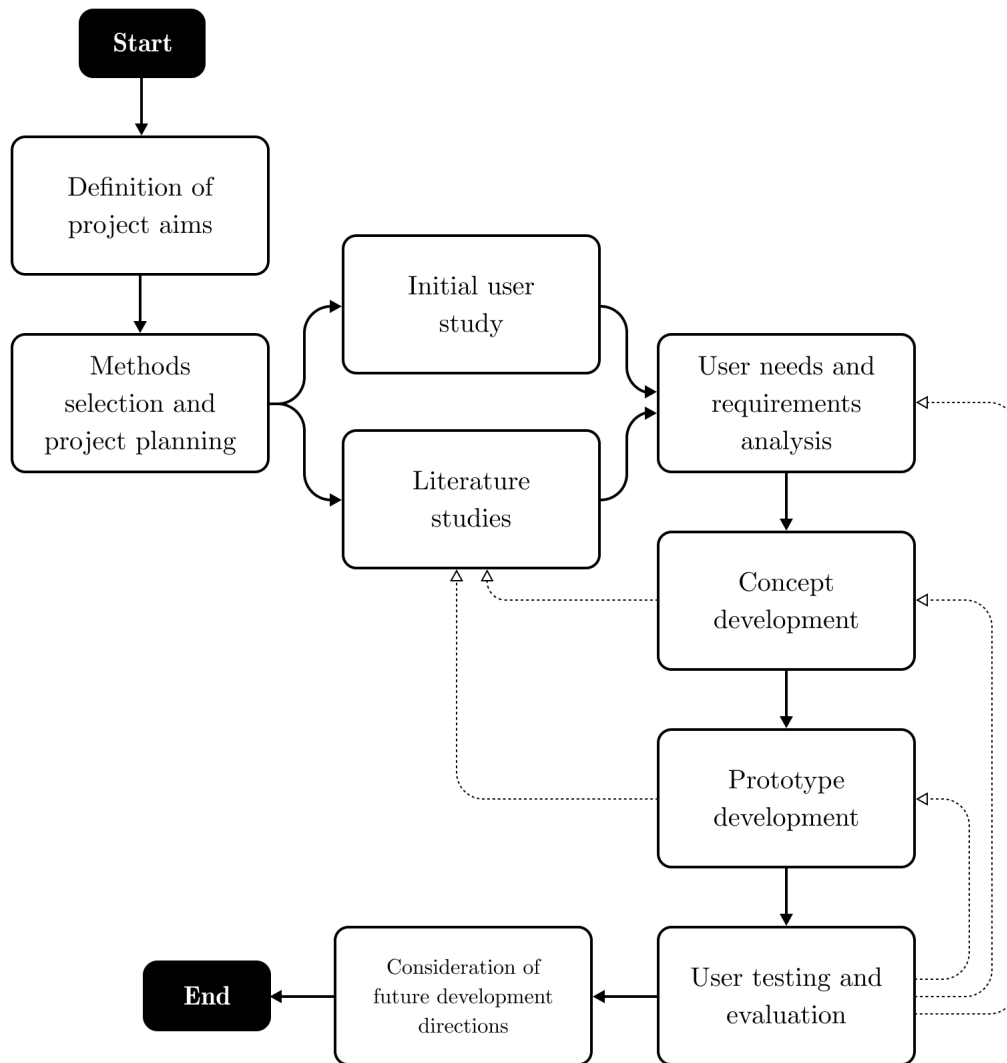 Start
Definition of
project aims
Methods
selection and
project planning
Initial user
study
Literature
studies
User needs and
requirements
analysis
Concept
development
Prototype
development
User testing and
evaluation
Consideration of
future development
directions
End